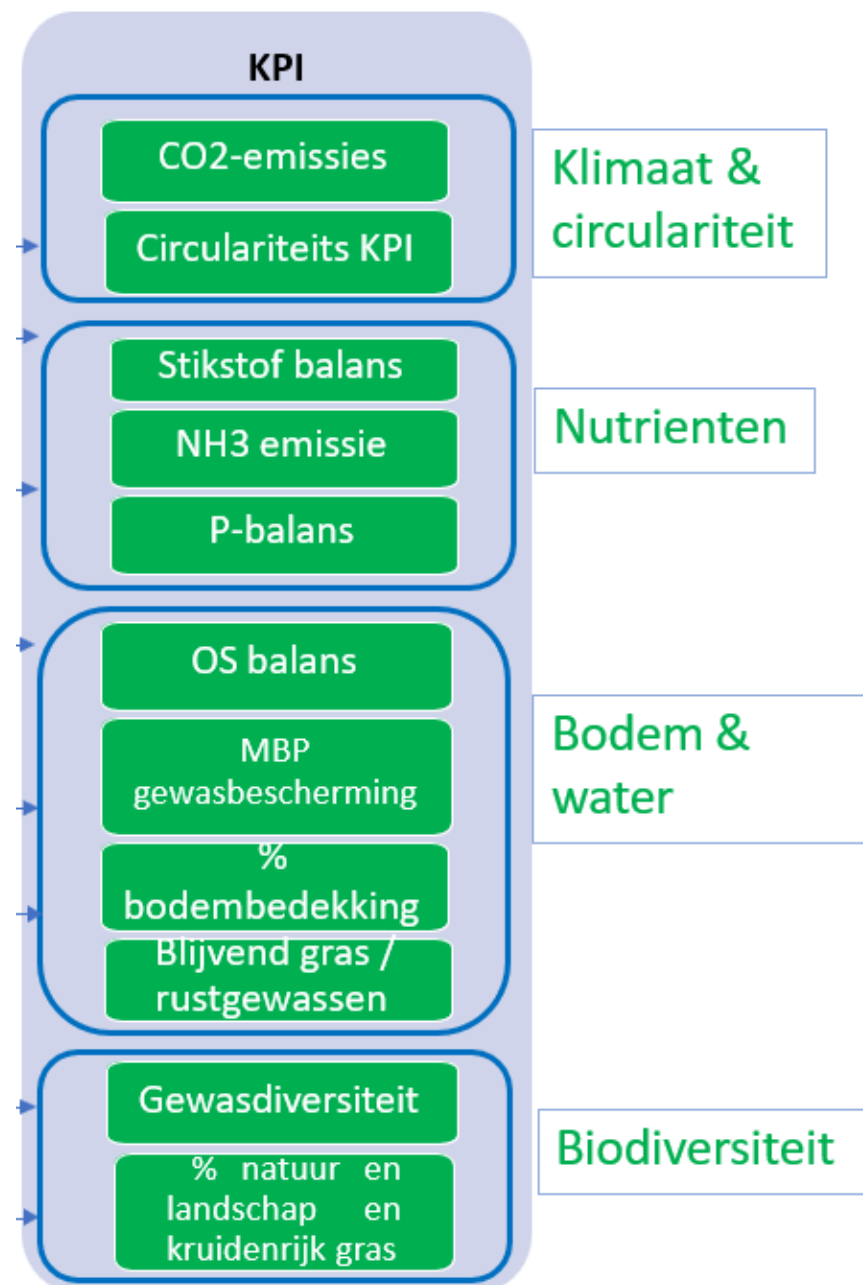 KPI
CO2-emissies
Circulariteits KPI
Klimaat &
circulariteit
Stikstof balans
NH3 emissie
P-balans
Nutrienten
OS balans
MBP
gewasbescherming
%
bodembedekking
Blijvend gras /
rustgewassen
Bodem &
water
Gewasdiversiteit
% natuur en
landschap en
kruidenrijk gras
Biodiversiteit